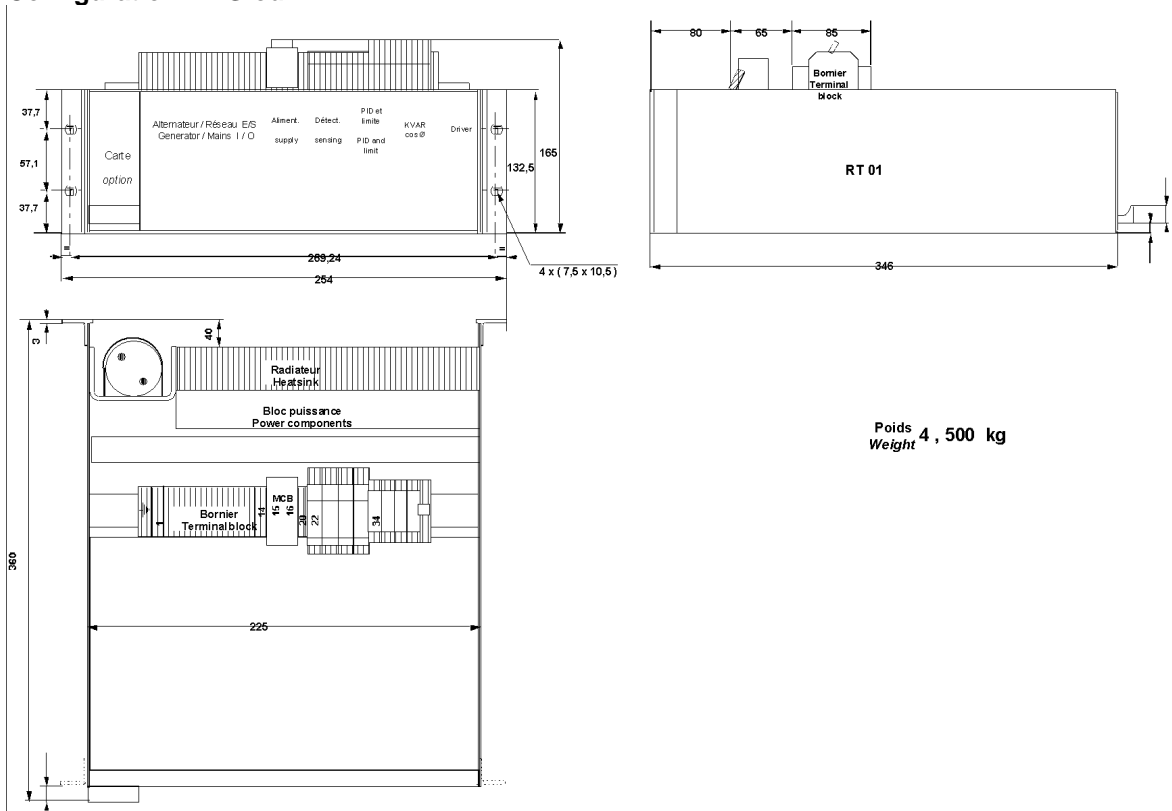 37,7
57,1
37,7
Alternateur / Réseau E/S
Generator / Mains I / O
Aliment.
supply
Détect.
sensing
PID et
limite
PID and
limit
KVAR
cos Ø
Driver
Carte
option
132,5
165
=
269,24
=
254
4 x ( 7,5 x 10,5 )
80
65
85
Bornier
Terminal
block
RT 01
346
3
40
Radiateur
Heatsink
Bloc puissance
Power components
1
Bornier
Terminalblock
14
15
MCB
16
20
22
34
360
225
Poids
Weight 4 , 500 kg